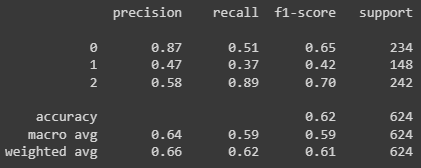 precision recall f1-score support
0 0.87 0.51 0.65 234
1 0.47 0.37 0.42 148
2 0.58 0.89 0.70 242
accuracy 0.62 624
macro avg 0.64 0.59 0.59 624
weighted avg 0.66 0.62 0.61 624